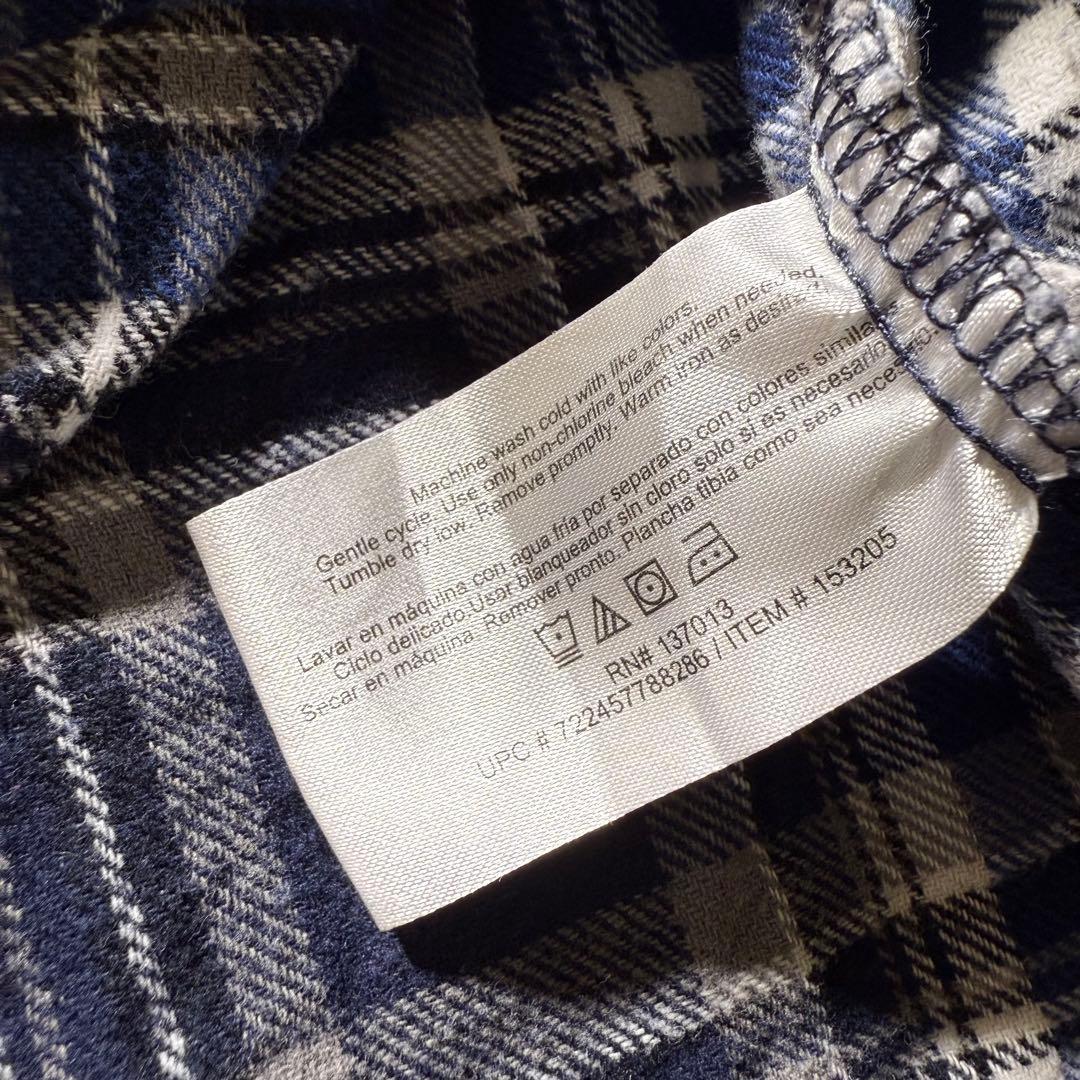 Machine wash cold with like colors.
Gentle cycle. Use only non-chlorine bleach when needed.
Tumble dry low. Remove promptly. Warm iron as desired.
Lavar en máquina con agua fría por separado con colores similares
Ciclo delicado.Usar blanqueador sin cloro solo si es necesario
Secar en máquina. Remover pronto. Plancha tibia como sea necesario.
RN# 137013
UPC # 722457788286 / ITEM # 153205